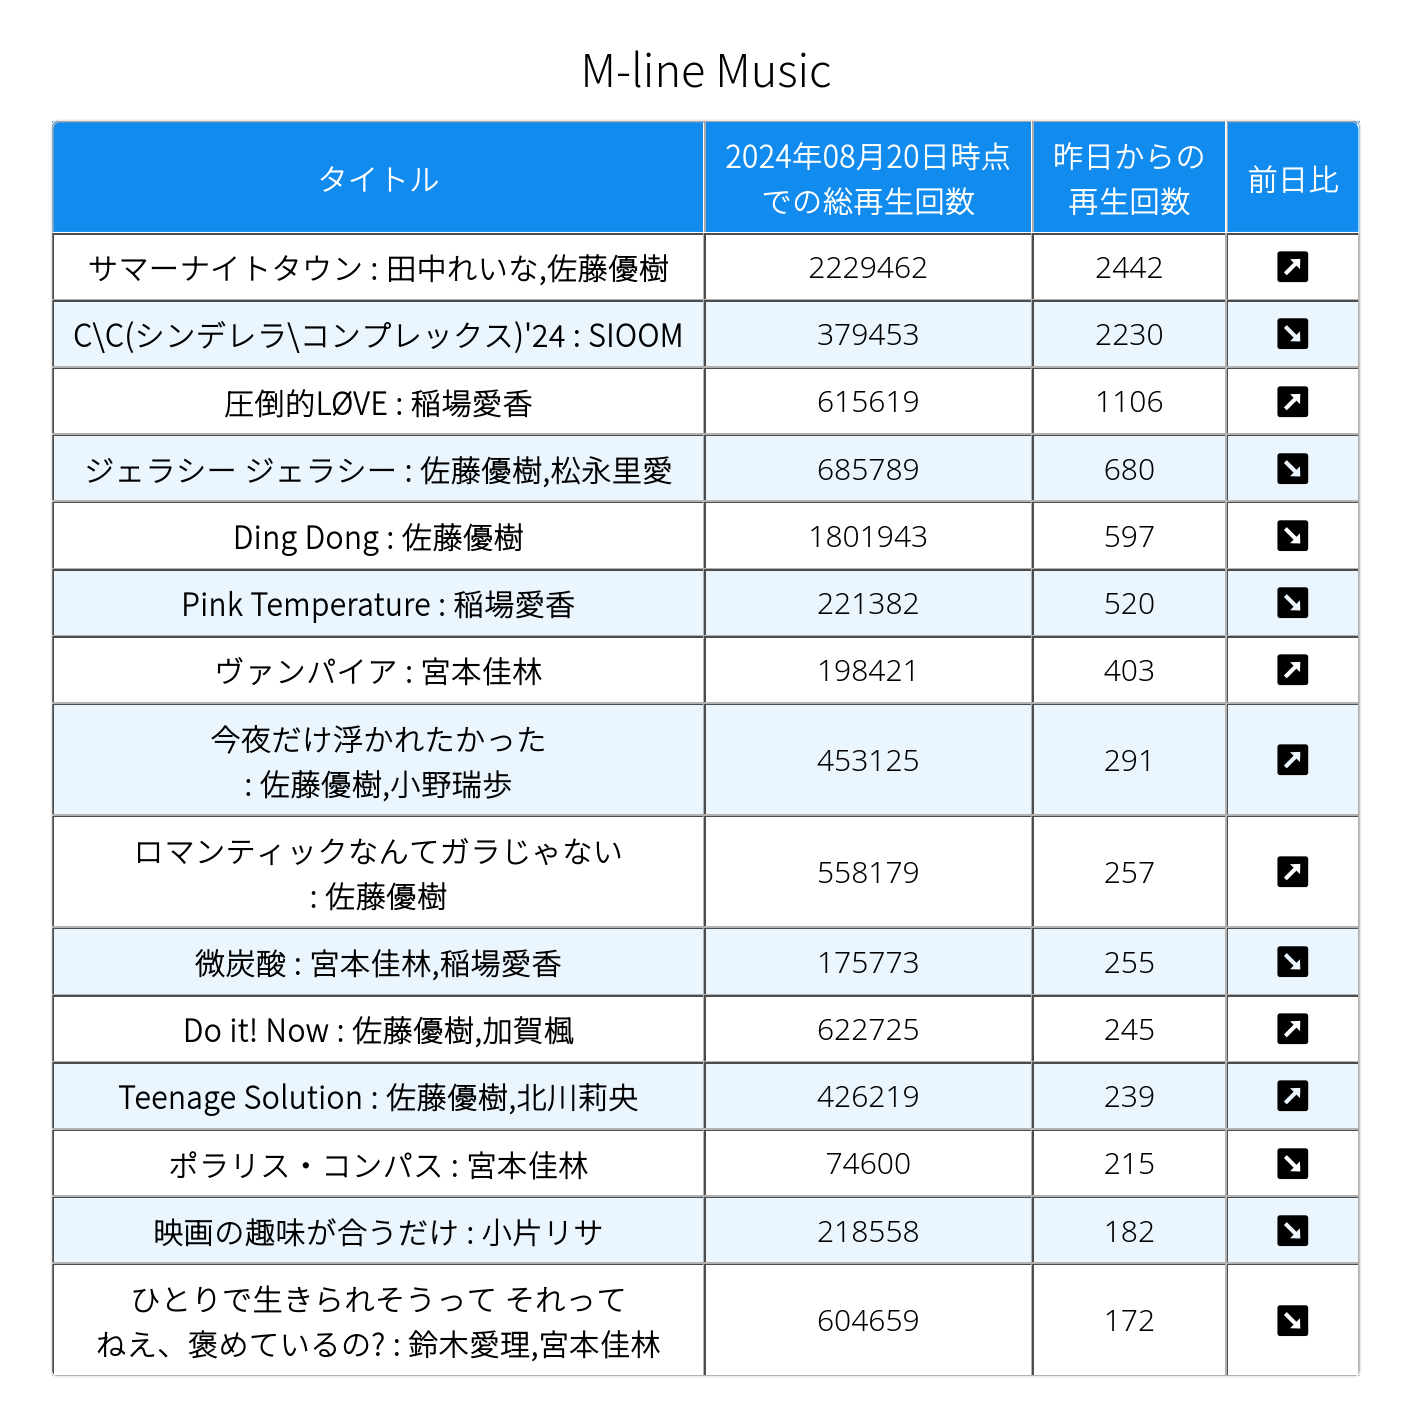 M-line Music
タイトル
2024年08月20日時点
での総再生回数
昨日からの
再生回数
前日比
サマーナイトタウン : 田中れいな,佐藤優樹 2229462 2442
C\C(シンデレラ\コンプレックス)'24 : SIOOM 379453 2230
圧倒的LØVE : 稲場愛香 615619 1106
ジェラシー ジェラシー : 佐藤優樹,松永里愛 685789 680
Ding Dong : 佐藤優樹 1801943 597
Pink Temperature : 稲場愛香 221382 520
ヴァンパイア : 宮本佳林 198421 403
今夜だけ浮かれたかった
: 佐藤優樹,小野瑞歩 453125 291
ロマンティックなんてガラじゃない
: 佐藤優樹 558179 257
微炭酸 : 宮本佳林,稲場愛香 175773 255
Do it! Now : 佐藤優樹,加賀楓 622725 245
Teenage Solution : 佐藤優樹,北川莉央 426219 239
ポラリス・コンパス : 宮本佳林 74600 215
映画の趣味が合うだけ : 小片リサ 218558 182
ひとりで生きられそうって それって
ねえ、褒めているの? : 鈴木愛理,宮本佳林 604659 172